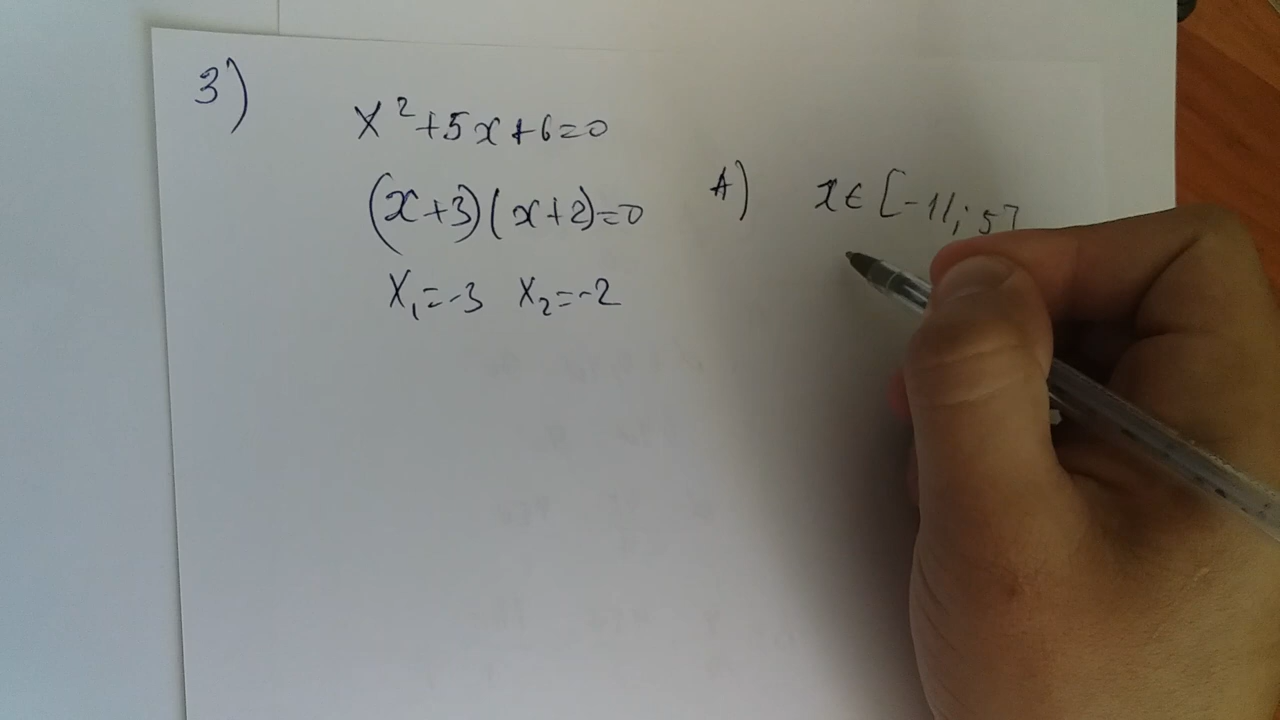 3)
x²+5x+6=0
(x+3)(x+2)=0
x₁=-3 x₂=-2
A) x∈[-11; 5]